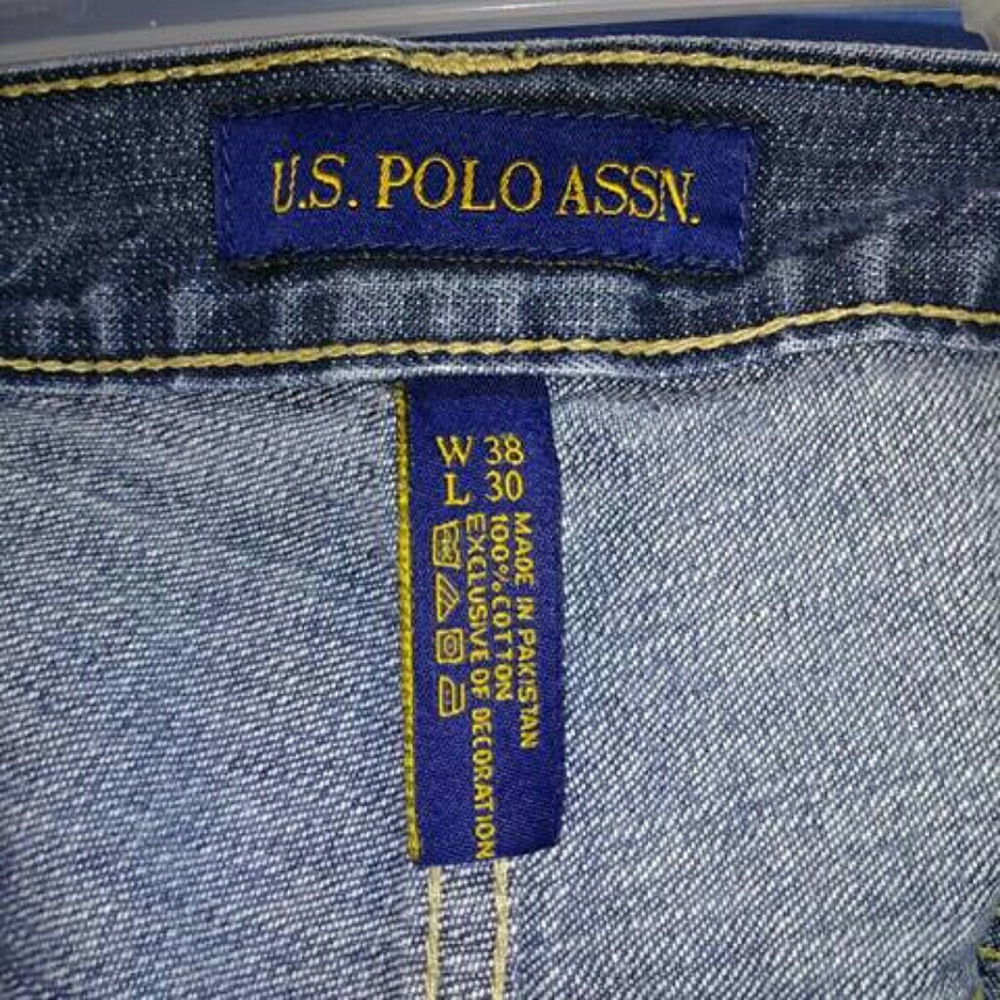 U.S. POLO ASSN.
W 38
L 30
MADE IN PAKISTAN
100% COTTON
EXCLUSIVE OF DECORATION